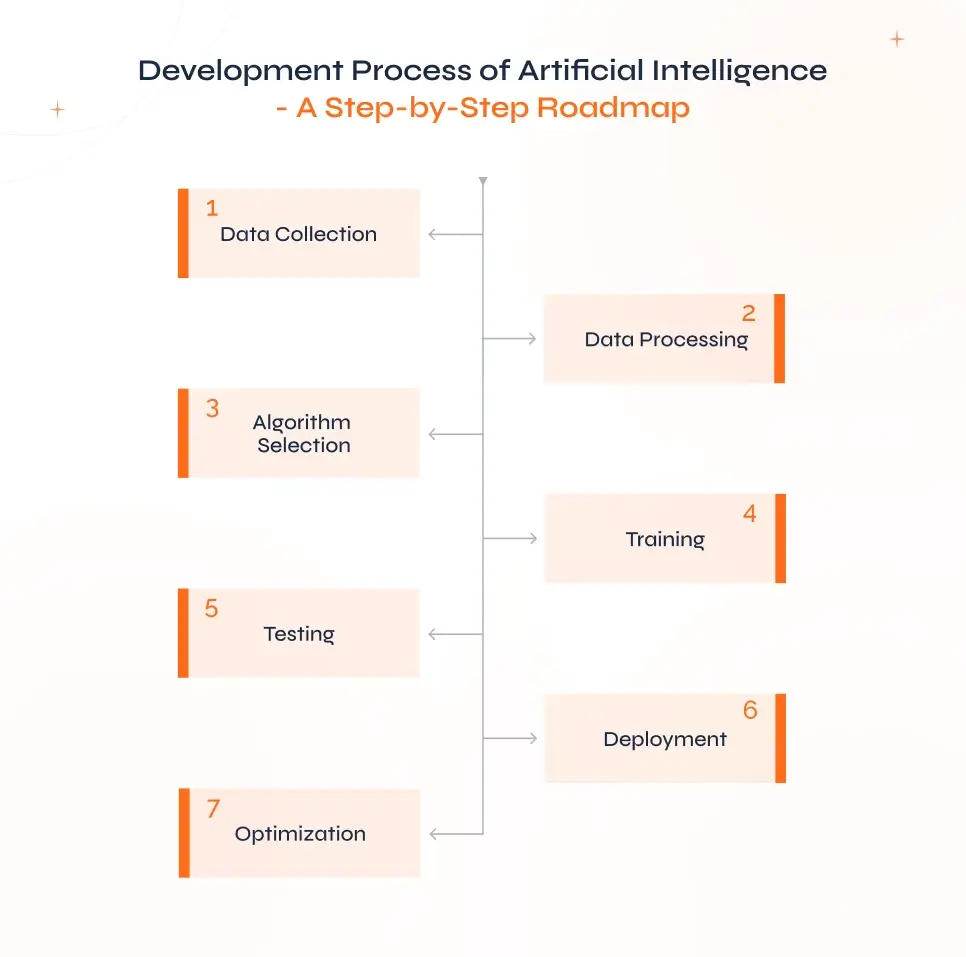 Development Process of Artificial Intelligence
- A Step-by-Step Roadmap
1
Data Collection
2
Data Processing
3
Algorithm
Selection
4
Training
5
Testing
6
Deployment
7
Optimization